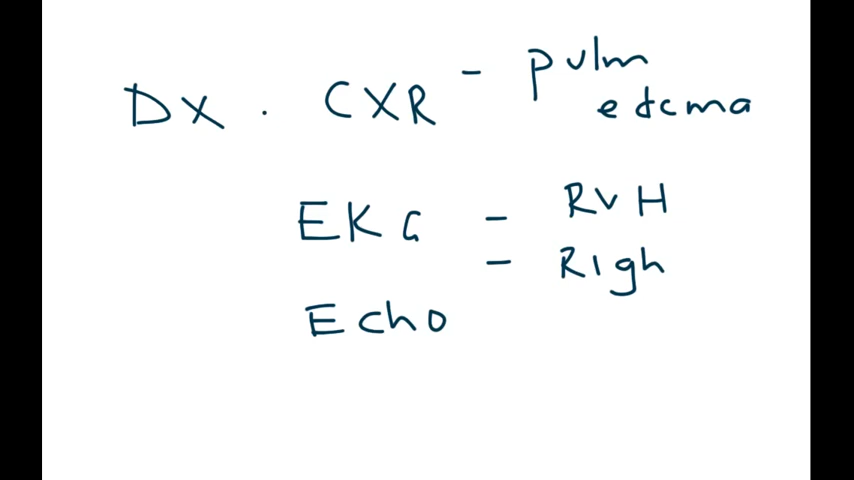 DX . CXR - pulm
edema
EKG - RVH
- Righ
Echo